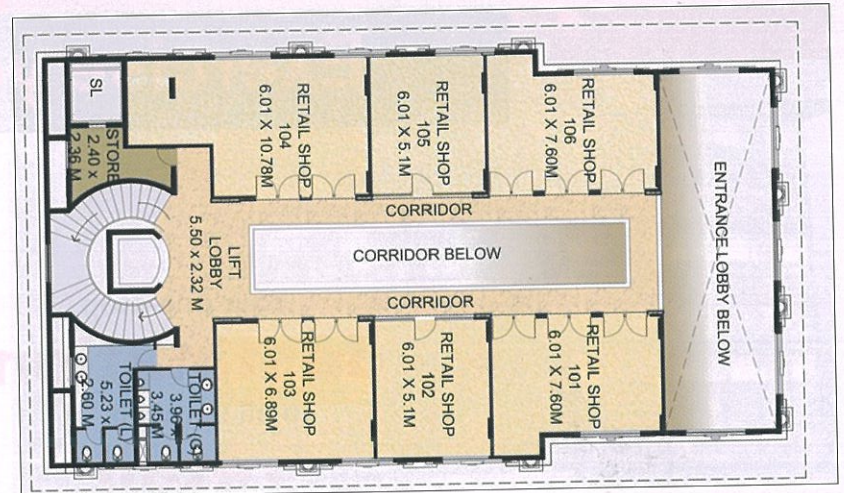 SL
STORE
2.40 x
2.36 M
RETAIL SHOP
104
6.01 X 10.78M
RETAIL SHOP
105
6.01 X 5.1M
RETAIL SHOP
106
6.01 X 7.60M
ENTRANCE LOBBY BELOW
CORRIDOR
CORRIDOR BELOW
CORRIDOR
LIFT
LOBBY
5.50 x 2.32 M
TOILET (L)
5.23 x
2.60 M
TOILET (G)
3.96 x
3.45 M
RETAIL SHOP
103
6.01 X 6.89M
RETAIL SHOP
102
6.01 X 5.1M
RETAIL SHOP
101
6.01 X 7.60M